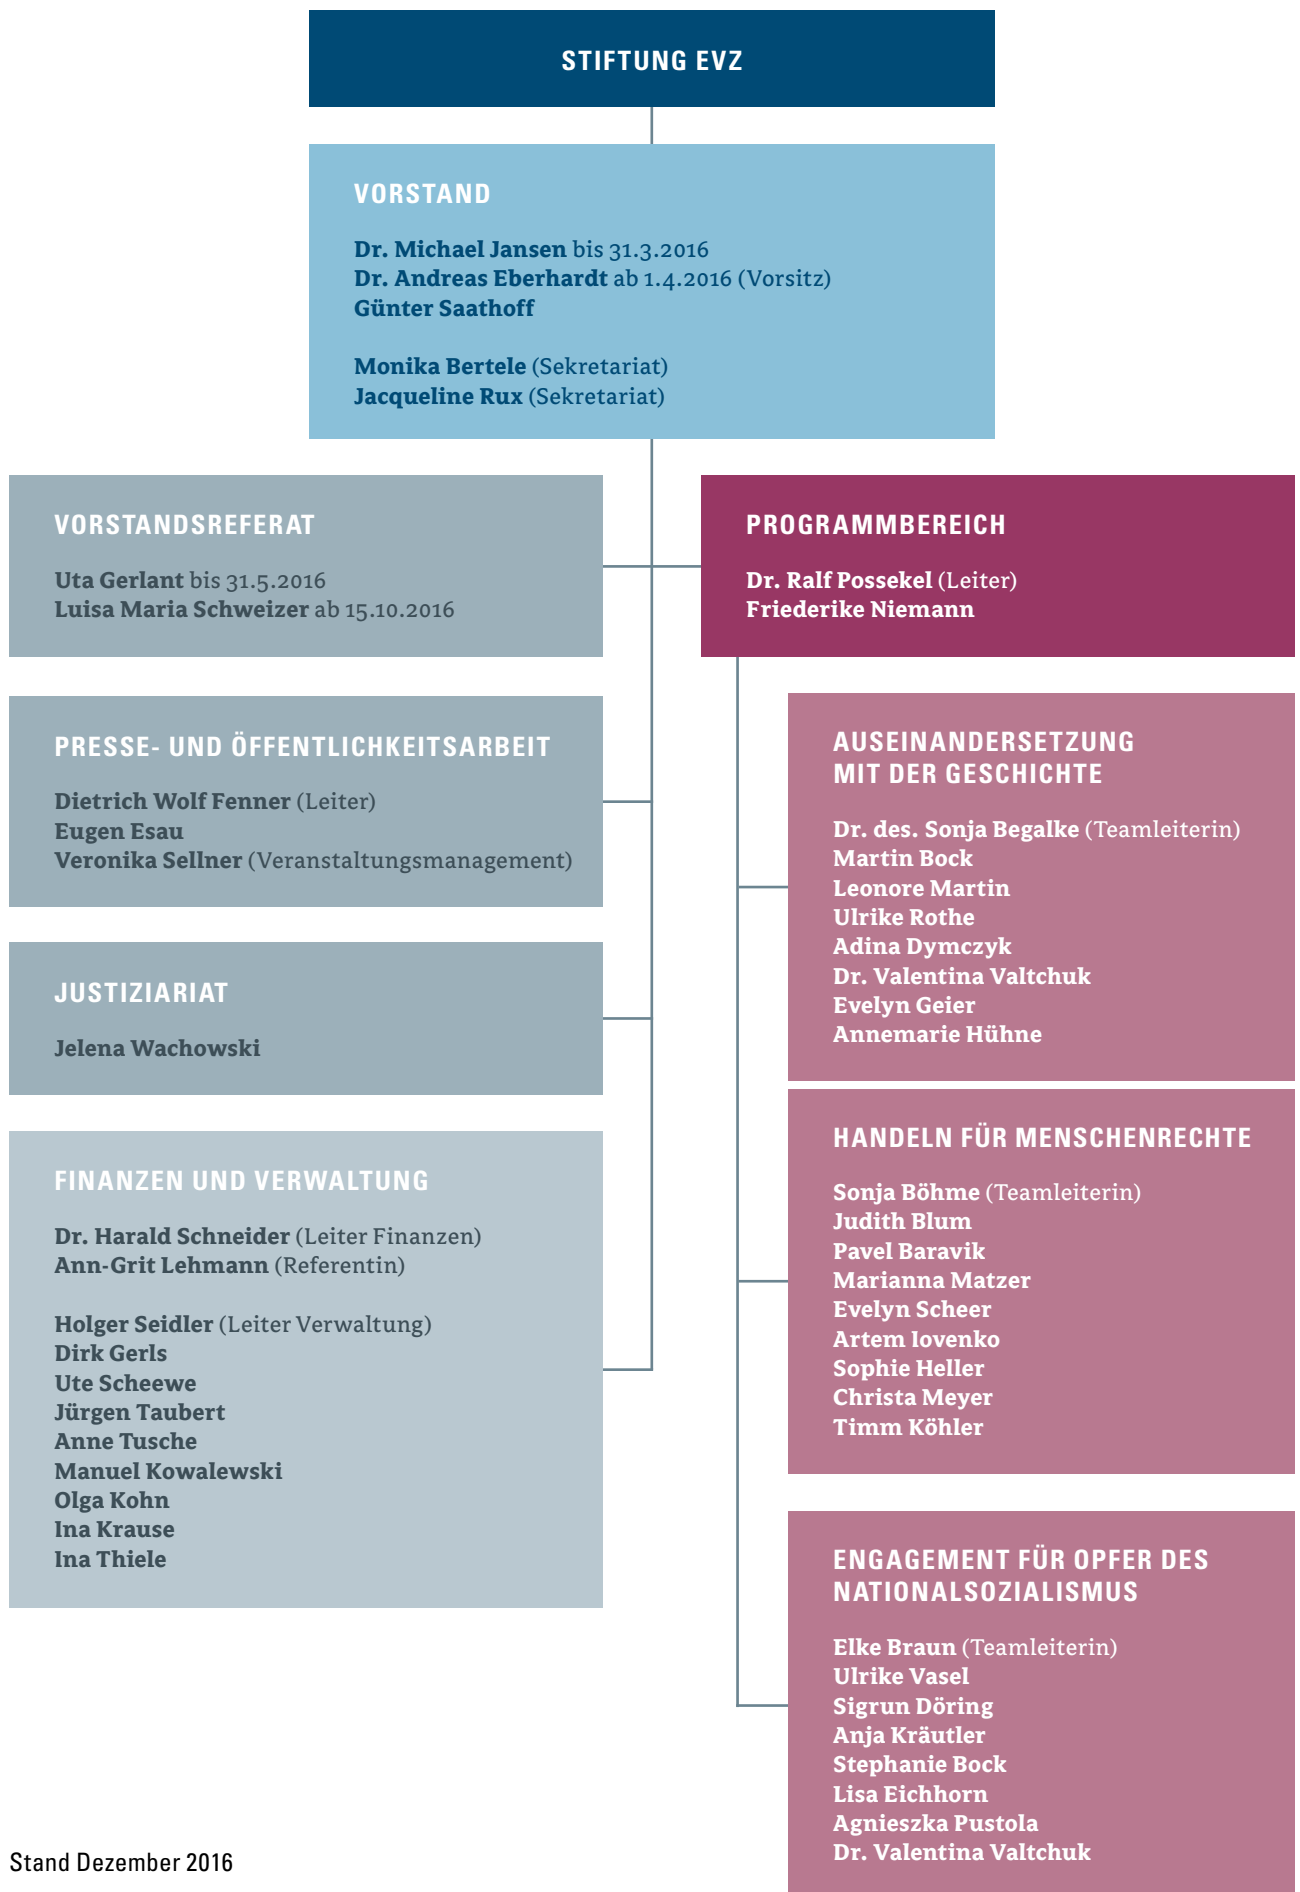 STIFTUNG EVZ
VORSTAND
Dr. Michael Jansen bis 31.3.2016
Dr. Andreas Eberhardt ab 1.4.2016 (Vorsitz)
Günter Saathoff
Monika Bertele (Sekretariat)
Jacqueline Rux (Sekretariat)
VORSTANDSREFERAT
Uta Gerlant bis 31.5.2016
Luisa Maria Schweizer ab 15.10.2016
PRESSE- UND ÖFFENTLICHKEITSARBEIT
Dietrich Wolf Fenner (Leiter)
Eugen Esau
Veronika Sellner (Veranstaltungsmanagement)
JUSTIZIARIAT
Jelena Wachowski
FINANZEN UND VERWALTUNG
Dr. Harald Schneider (Leiter Finanzen)
Ann-Grit Lehmann (Referentin)
Holger Seidler (Leiter Verwaltung)
Dirk Gerls
Ute Scheewe
Jürgen Taubert
Anne Tusche
Manuel Kowalewski
Olga Kohn
Ina Krause
Ina Thiele
PROGRAMMBEREICH
Dr. Ralf Possekel (Leiter)
Friederike Niemann
AUSEINANDERSETZUNG
MIT DER GESCHICHTE
Dr. des. Sonja Begalke (Teamleiterin)
Martin Bock
Leonore Martin
Ulrike Rothe
Adina Dymczyk
Dr. Valentina Valtchuk
Evelyn Geier
Annemarie Hühne
HANDELN FÜR MENSCHENRECHTE
Sonja Böhme (Teamleiterin)
Judith Blum
Pavel Baravik
Marianna Matzer
Evelyn Scheer
Artem Iovenko
Sophie Heller
Christa Meyer
Timm Köhler
ENGAGEMENT FÜR OPFER DES
NATIONALSOZIALISMUS
Elke Braun (Teamleiterin)
Ulrike Vasel
Sigrun Döring
Anja Kräutler
Stephanie Bock
Lisa Eichhorn
Agnieszka Pustola
Dr. Valentina Valtchuk
Stand Dezember 2016